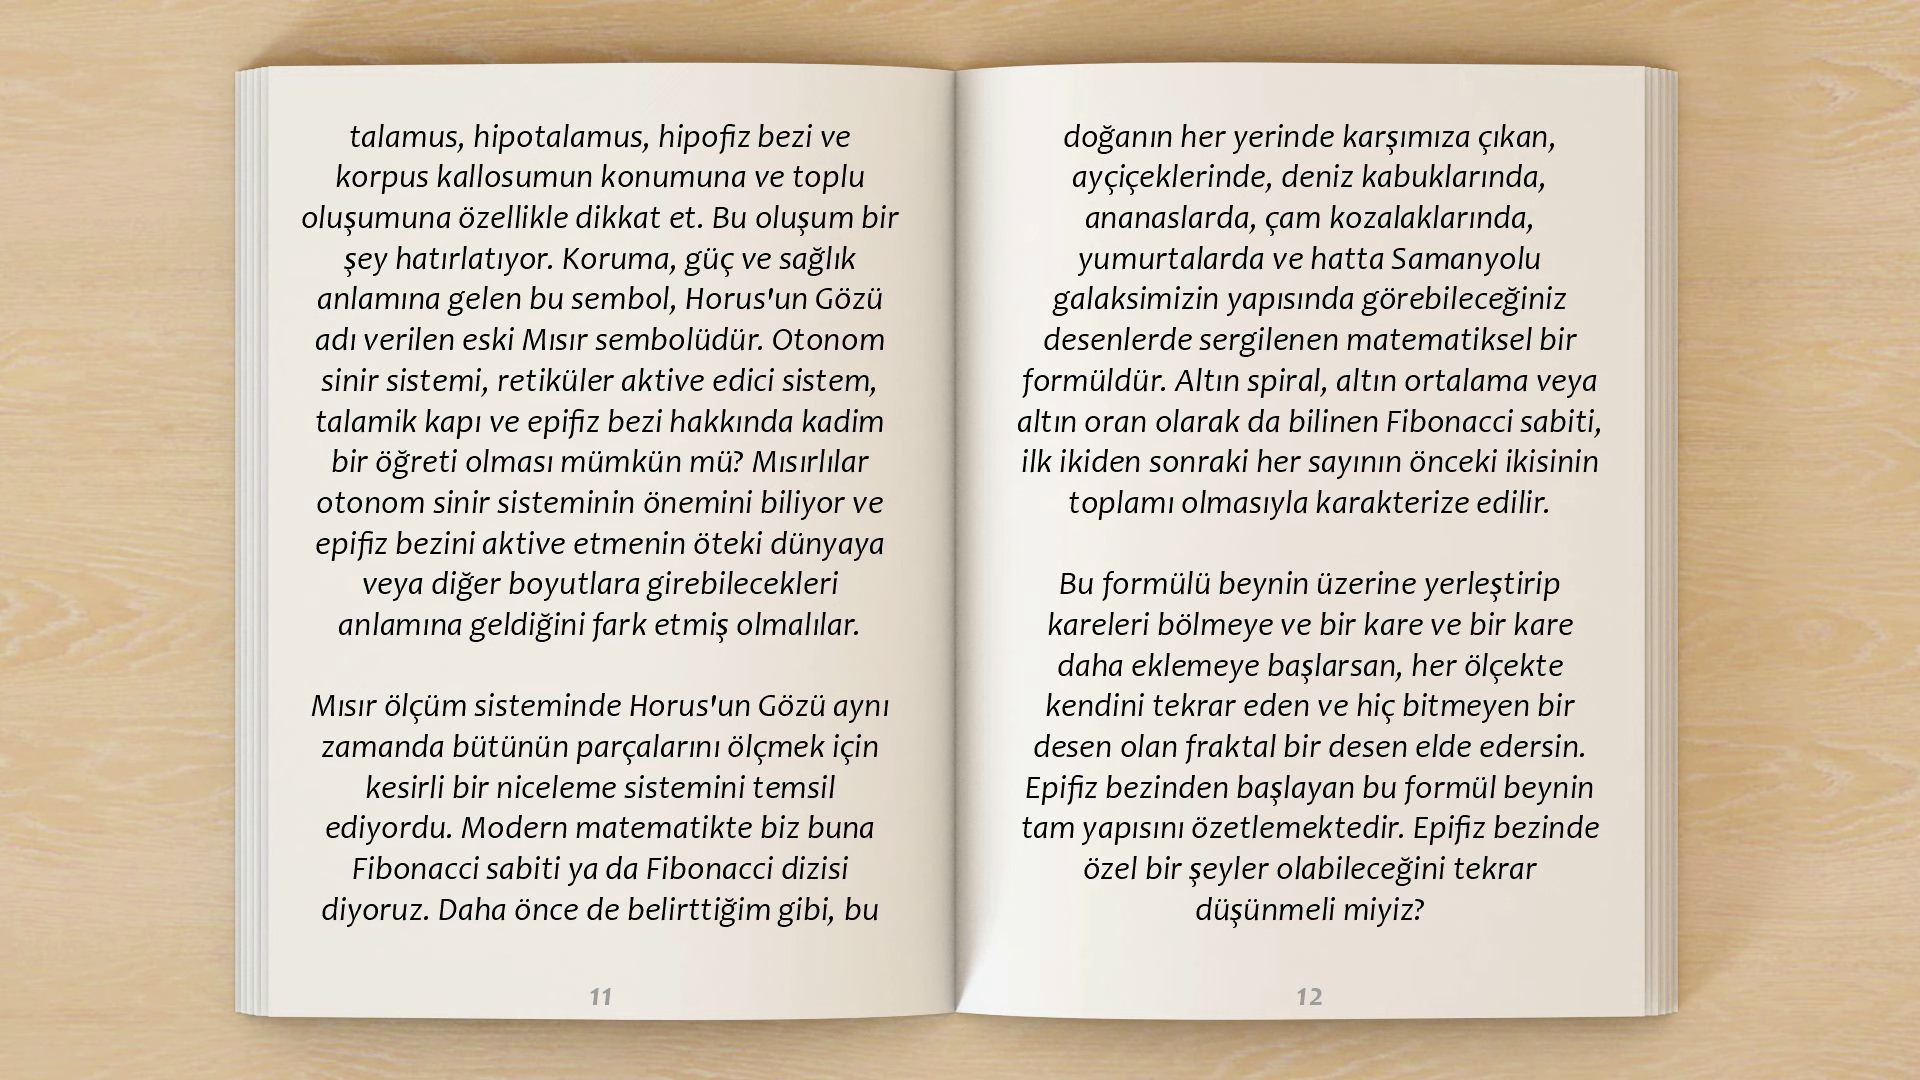 talamus, hipotalamus, hipofiz bezi ve
korpus kallosumun konumuna ve toplu
oluşumuna özellikle dikkat et. Bu oluşum bir
şey hatırlatıyor. Koruma, güç ve sağlık
anlamına gelen bu sembol, Horus'un Gözü
adı verilen eski Mısır sembolüdür. Otonom
sinir sistemi, retiküler aktive edici sistem,
talamik kapı ve epifiz bezi hakkında kadim
bir öğreti olması mümkün mü? Mısırlılar
otonom sinir sisteminin önemini biliyor ve
epifiz bezini aktive etmenin öteki dünyaya
veya diğer boyutlara girebilecekleri
anlamına geldiğini fark etmiş olmalılar.
Mısır ölçüm sisteminde Horus'un Gözü aynı
zamanda bütünün parçalarını ölçmek için
kesirli bir niceleme sistemini temsil
ediyordu. Modern matematikte biz buna
Fibonacci sabiti ya da Fibonacci dizisi
diyoruz. Daha önce de belirttiğim gibi, bu
11
doğanın her yerinde karşımıza çıkan,
ayçiçeklerinde, deniz kabuklarında,
ananaslarda, çam kozalaklarında,
yumurtalarda ve hatta Samanyolu
galaksimizin yapısında görebileceğiniz
desenlerde sergilenen matematiksel bir
formüldür. Altın spiral, altın ortalama veya
altın oran olarak da bilinen Fibonacci sabiti,
ilk ikiden sonraki her sayının önceki ikisinin
toplamı olmasıyla karakterize edilir.
Bu formülü beynin üzerine yerleştirip
kareleri bölmeye ve bir kare ve bir kare
daha eklemeye başlarsan, her ölçekte
kendini tekrar eden ve hiç bitmeyen bir
desen olan fraktal bir desen elde edersin.
Epifiz bezinden başlayan bu formül beynin
tam yapısını özetlemektedir. Epifiz bezinde
özel bir şeyler olabileceğini tekrar
düşünmeli miyiz?
12